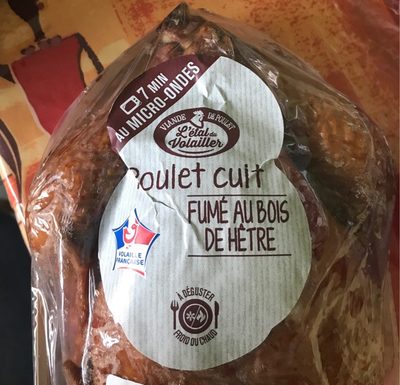 7 MIN
AU MICRO-ONDES
VIANDE DE POULET
L'étal du
Volailler
Poulet cuit
FUMÉ AU BOIS
DE HÊTRE
VOLAILLE
FRANÇAISE
À DÉGUSTER
FROID OU CHAUD